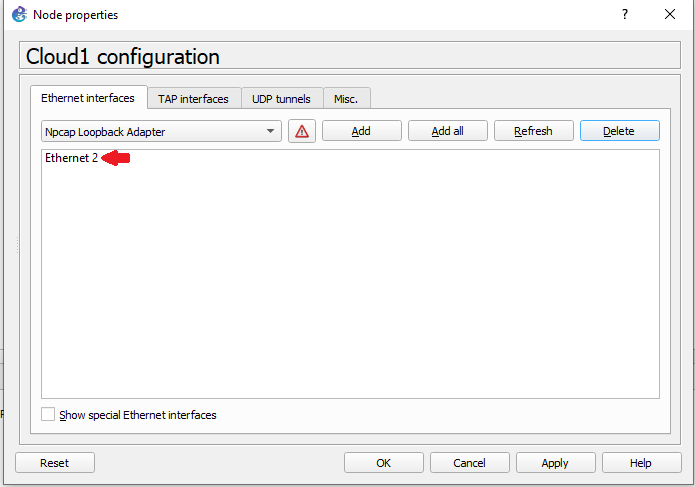 Node properties
?
Cloud1 configuration
Ethernet interfaces TAP interfaces UDP tunnels Misc.
Npcap Loopback Adapter Add Add all Refresh Delete
Ethernet 2
Show special Ethernet interfaces
Reset OK Cancel Apply Help